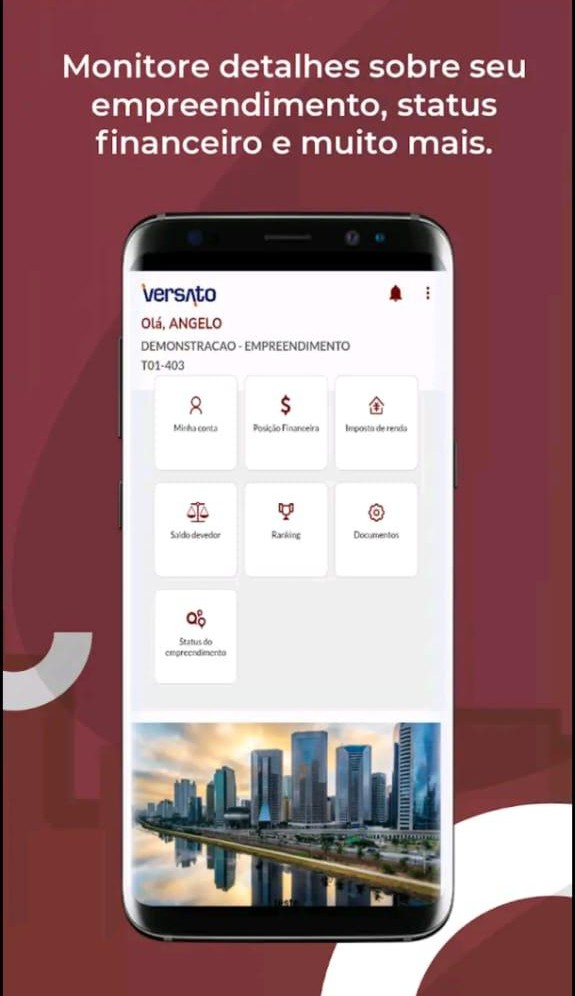 Monitore detalhes sobre seu
empreendimento, status
financeiro e muito mais.
versato
Olá, ANGELO
DEMONSTRACAO - EMPREENDIMENTO
T01-403
Minha conta
Posição Financeira
Imposto de renda
Saldo devedor
Ranking
Documentos
Status do
empreendimento
teste